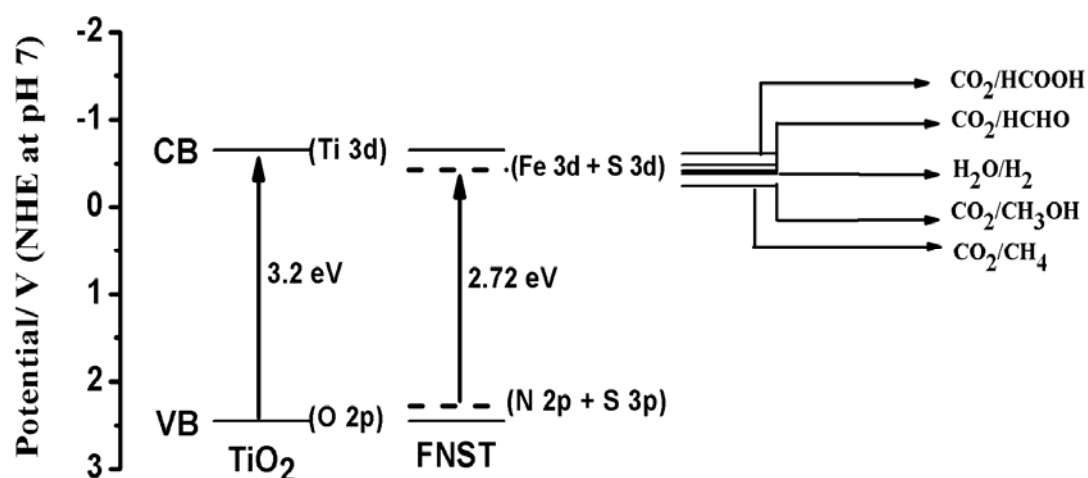 Potential/ V (NHE at pH 7)
-2
-1
0
1
2
3
CB
(Ti 3d)
(Fe 3d + S 3d)
3.2 eV
2.72 eV
VB
(O 2p)
(N 2p + S 3p)
TiO2
FNST
CO2/HCOOH
CO2/HCHO
H2O/H2
CO2/CH3OH
CO2/CH4